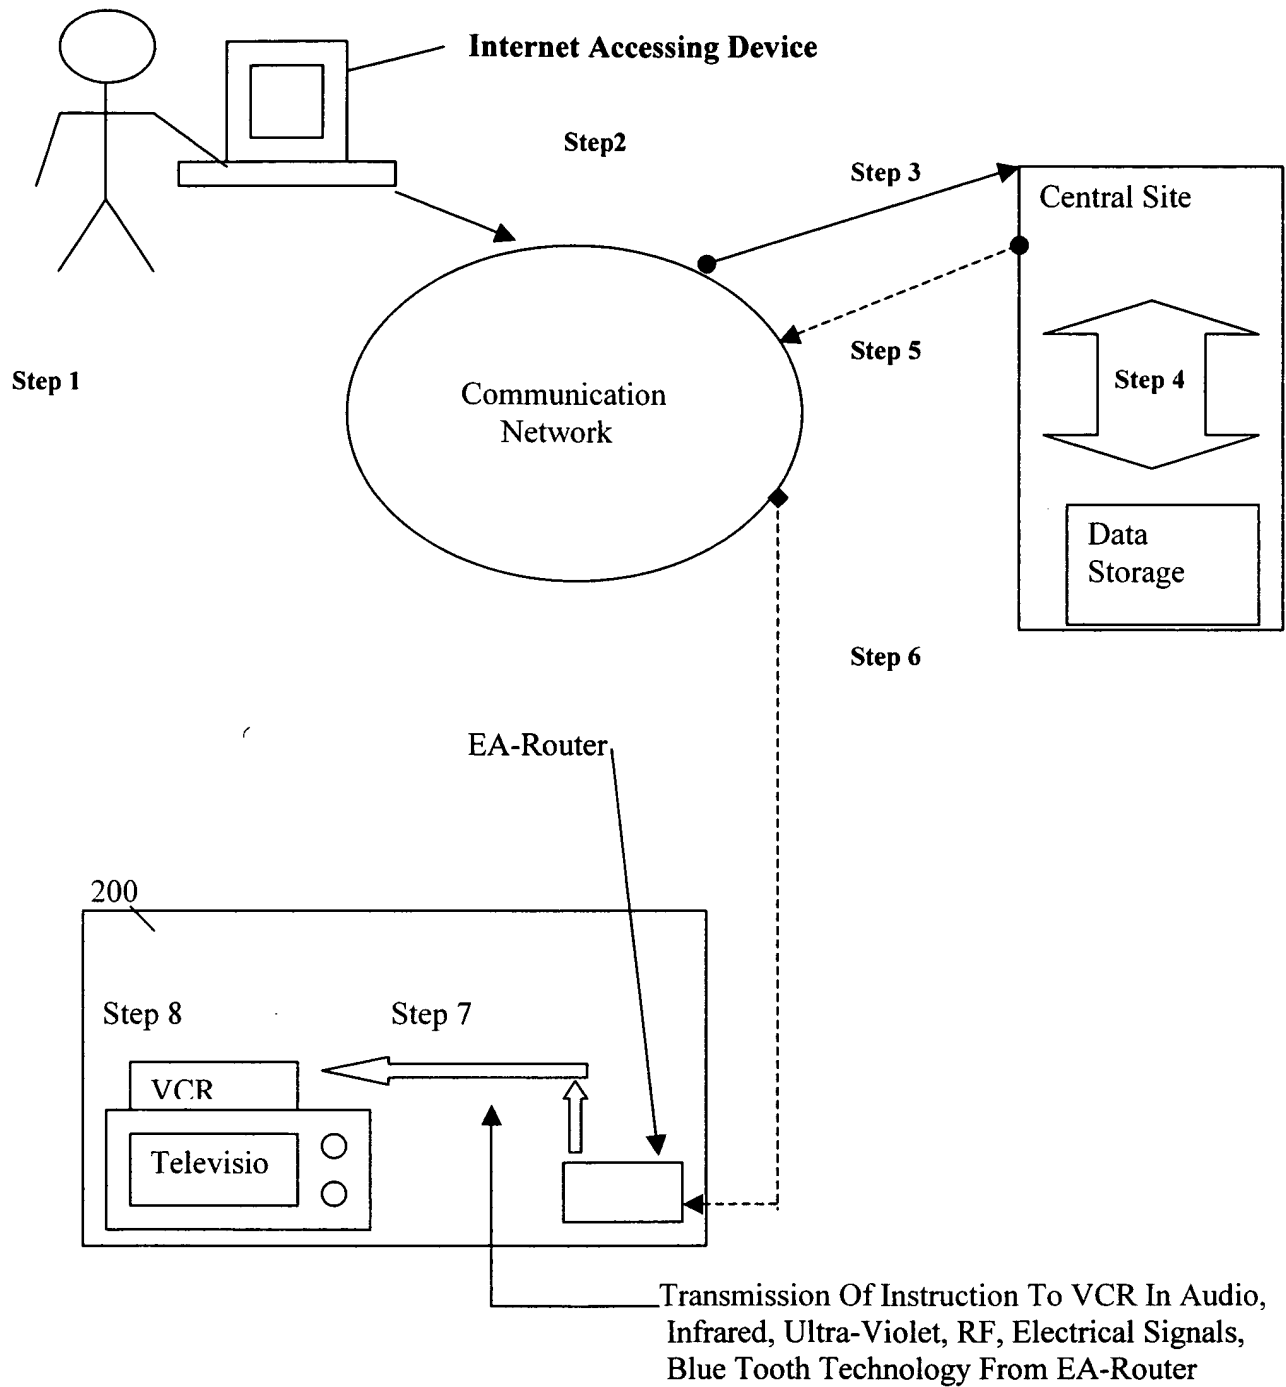 Internet Accessing Device
Step2
Step 3
Central Site
Step 1
Step 5
Step 4
Communication
Network
Data
Storage
Step 6
EA-Router
200
Step 8
Step 7
VCR
Televisio
Transmission Of Instruction To VCR In Audio,
Infrared, Ultra-Violet, RF, Electrical Signals,
Blue Tooth Technology From EA-Router